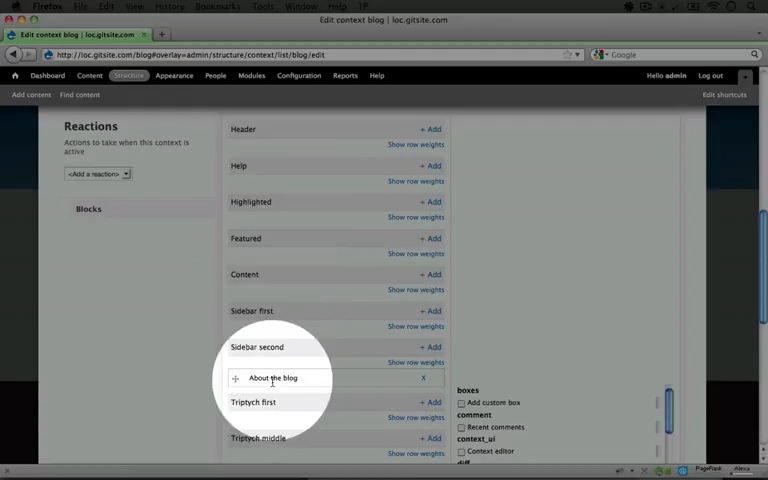 Firefox File Edit View History Bookmarks Tools Window Help TP
Edit context blog | loc.gitsite.com
Edit context blog | loc.gitsite.com
http://loc.gitsite.com/blog#overlay=admin/structure/context/list/blog/edit
Google
Dashboard Content Structure Appearance People Modules Configuration Reports Help Hello admin Log out
Add content Find content Edit shortcuts
Reactions
Actions to take when this context is
active
<Add a reaction>
Blocks
Header + Add
Show row weights
Help + Add
Show row weights
Highlighted + Add
Show row weights
Featured + Add
Show row weights
Content + Add
Show row weights
Sidebar first + Add
Show row weights
Sidebar second + Add
Show row weights
About the blog X
Triptych first + Add
Show row weights
Triptych middle + Add
Show row weights
boxes
Add custom box
comment
Recent comments
context_ui
Context editor
diff
PageRank Alexa